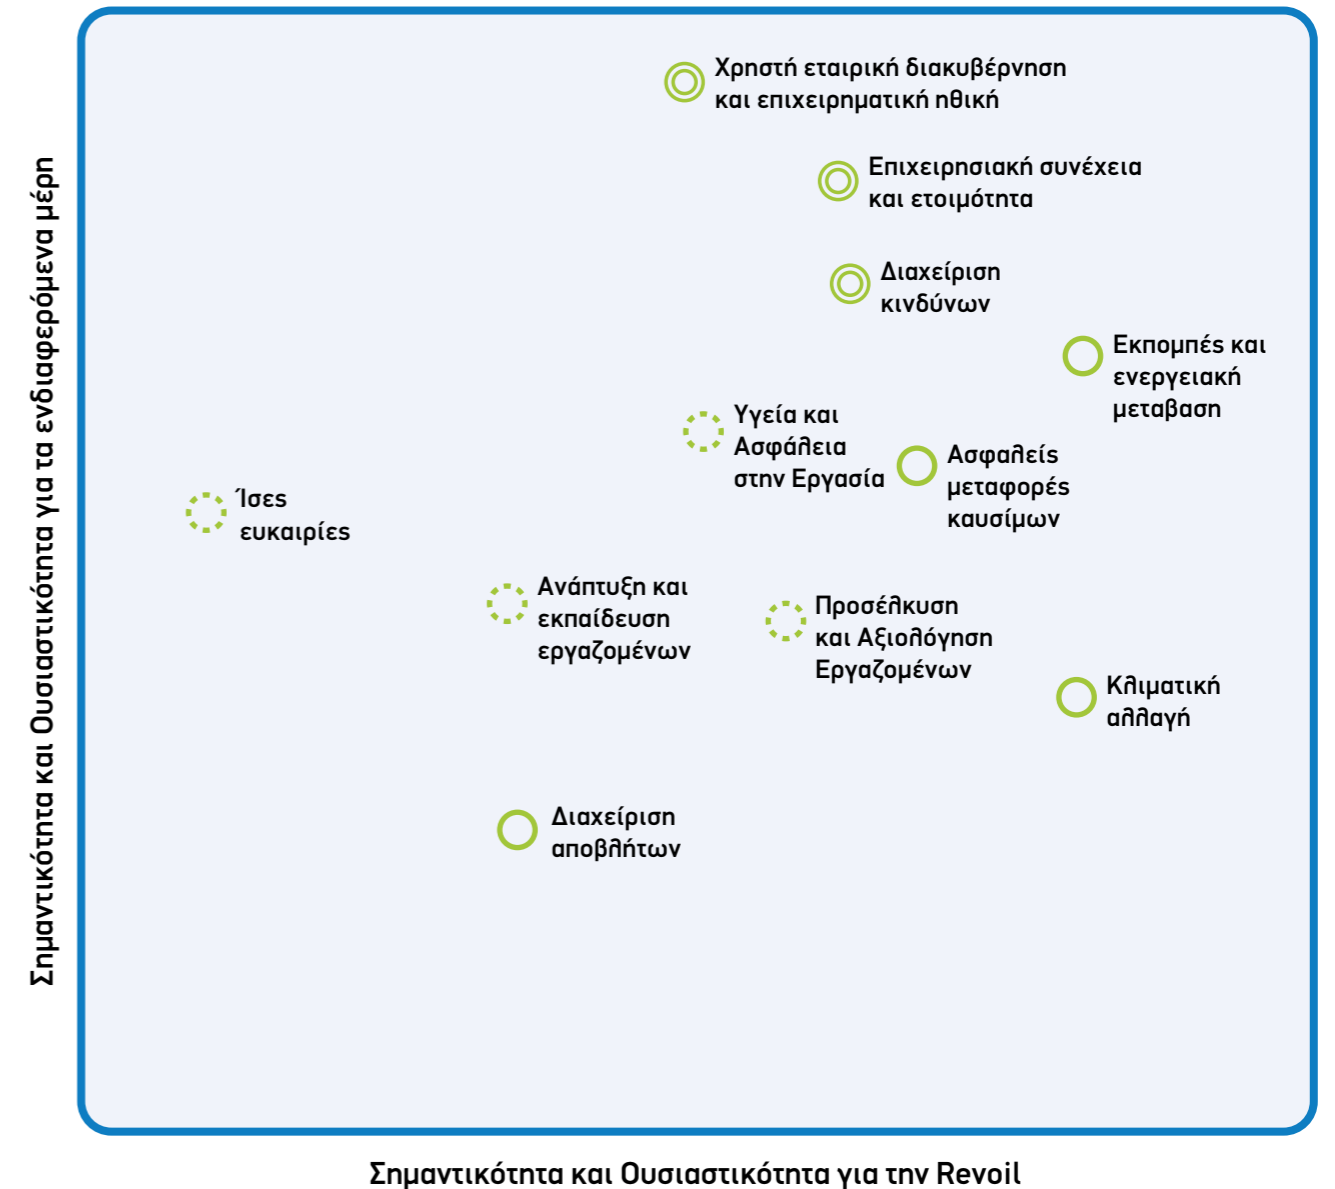 Χρηστή εταιρική διακυβέρνηση
και επιχειρηματική ηθική
Επιχειρησιακή συνέχεια
και ετοιμότητα
Διαχείριση
κινδύνων
Εκπομπές και
ενεργειακή
μεταβαση
Υγεία και
Ασφάλεια
στην Εργασία
Ασφαλείς
μεταφορές
καυσίμων
Ίσες
ευκαιρίες
Ανάπτυξη και
εκπαίδευση
εργαζομένων
Προσέλκυση
και Αξιολόγηση
Εργαζομένων
Κλιματική
αλλαγή
Διαχείριση
αποβλήτων
Σημαντικότητα και Ουσιαστικότητα για τα ενδιαφερόμενα μέρη
Σημαντικότητα και Ουσιαστικότητα για την Revoil